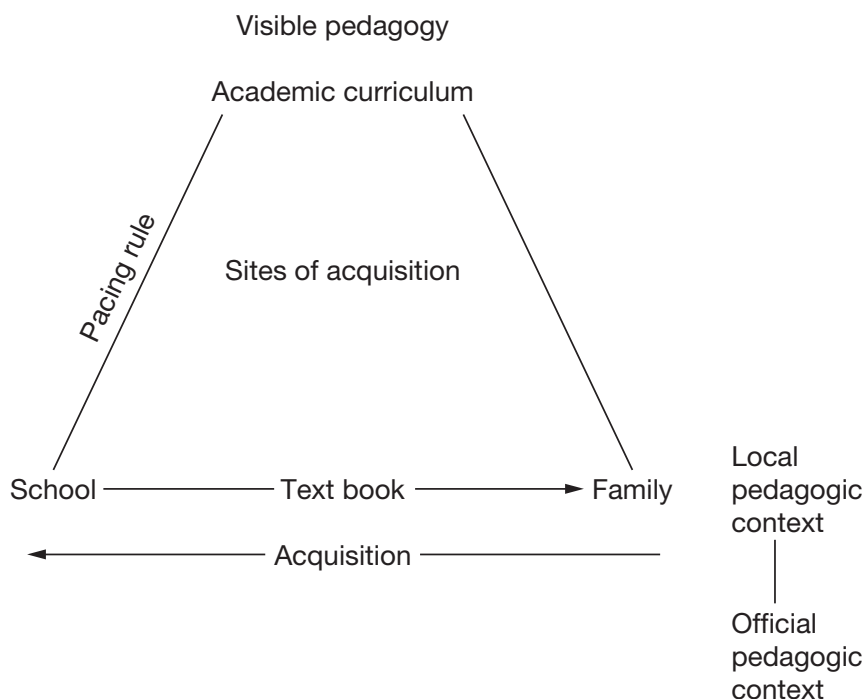 Visible pedagogy
Academic curriculum
Pacing rule
Sites of acquisition
School
Text book
Family
Acquisition
Local
pedagogic
context
Official
pedagogic
context